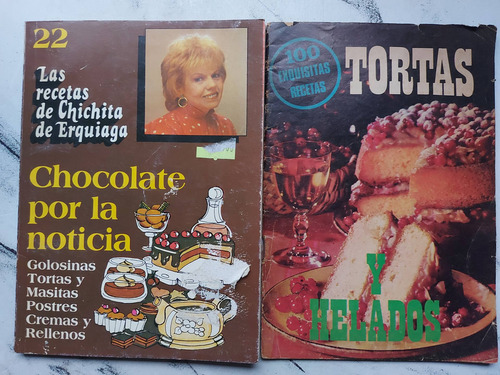 22
Las
recetas
de Chichita
de Erquiaga
Chocolate
por la
noticia
Golosinas
Tortas y
Masitas
Postres
Cremas y
Rellenos
100
EXQUISITAS
RECETAS
TORTAS
Y
HELADOS